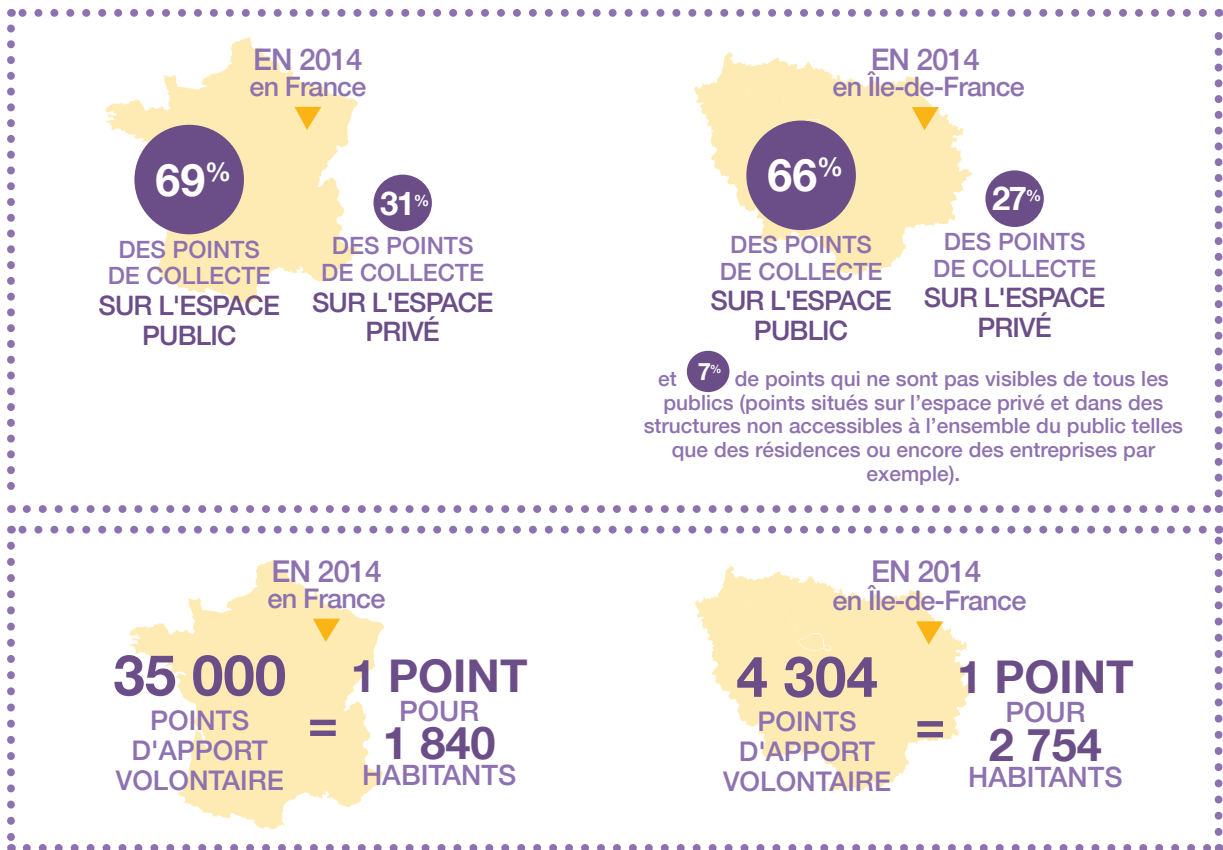 EN 2014
en France
69%
DES POINTS
DE COLLECTE
SUR L'ESPACE
PUBLIC
31%
DES POINTS
DE COLLECTE
SUR L'ESPACE
PRIVÉ
EN 2014
en Île-de-France
66%
DES POINTS
DE COLLECTE
SUR L'ESPACE
PUBLIC
27%
DES POINTS
DE COLLECTE
SUR L'ESPACE
PRIVÉ
et 7% de points qui ne sont pas visibles de tous les
publics (points situés sur l’espace privé et dans des
structures non accessibles à l’ensemble du public telles
que des résidences ou encore des entreprises par
exemple).
EN 2014
en France
35 000
POINTS
D'APPORT
VOLONTAIRE
=
1 POINT
POUR
1 840
HABITANTS
EN 2014
en Île-de-France
4 304
POINTS
D'APPORT
VOLONTAIRE
=
1 POINT
POUR
2 754
HABITANTS